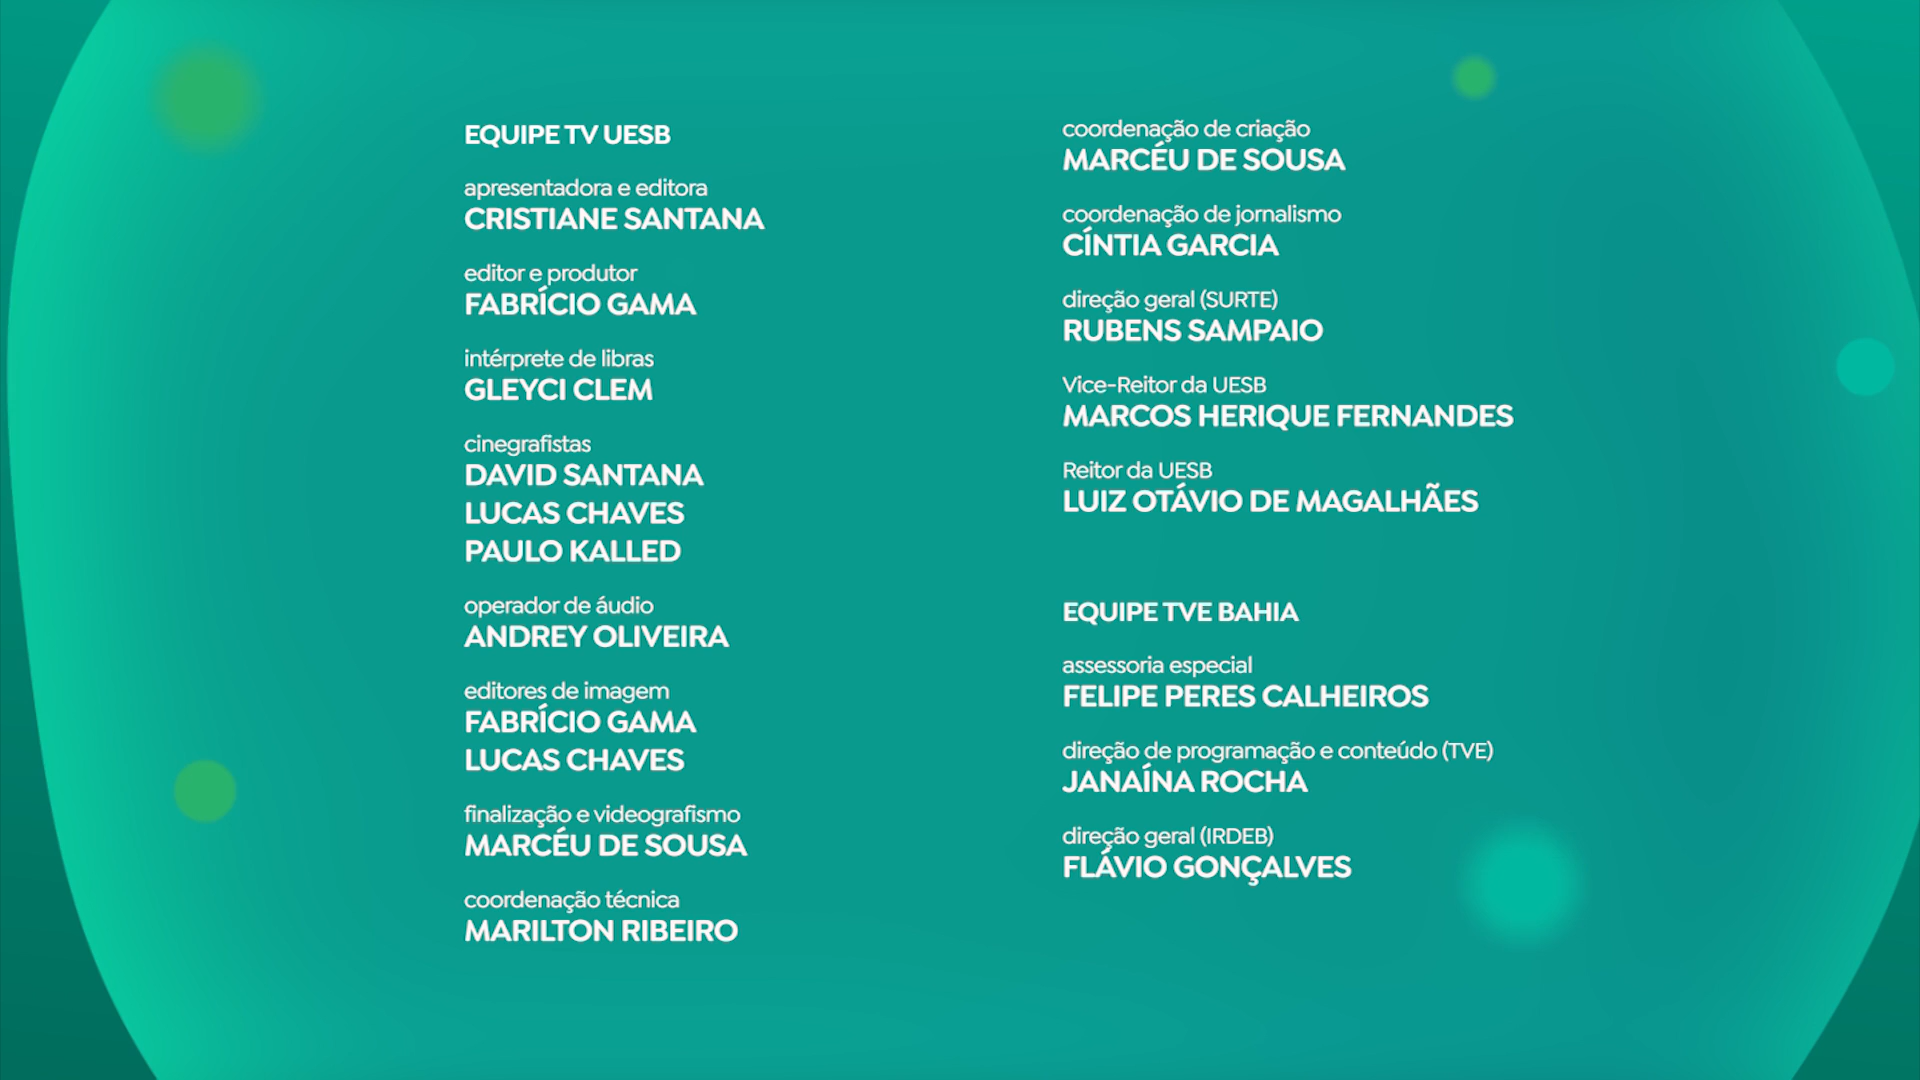 EQUIPE TV UESB
apresentadora e editora
CRISTIANE SANTANA
editor e produtor
FABRÍCIO GAMA
intérprete de libras
GLEYCI CLEM
cinegrafistas
DAVID SANTANA
LUCAS CHAVES
PAULO KALLED
operador de áudio
ANDREY OLIVEIRA
editores de imagem
FABRÍCIO GAMA
LUCAS CHAVES
finalização e videografismo
MARCÉU DE SOUSA
coordenação técnica
MARILTON RIBEIRO
coordenação de criação
MARCÉU DE SOUSA
coordenação de jornalismo
CÍNTIA GARCIA
direção geral (SURTE)
RUBENS SAMPAIO
Vice-Reitor da UESB
MARCOS HERIQUE FERNANDES
Reitor da UESB
LUIZ OTÁVIO DE MAGALHÃES
EQUIPE TVE BAHIA
assessoria especial
FELIPE PERES CALHEIROS
direção de programação e conteúdo (TVE)
JANAÍNA ROCHA
direção geral (IRDEB)
FLÁVIO GONÇALVES